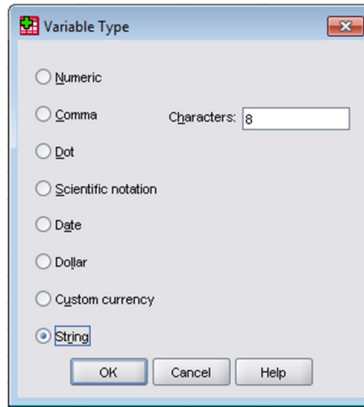 Variable Type
Numeric
Comma
Characters: 8
Dot
Scientific notation
Date
Dollar
Custom currency
String
OK Cancel Help